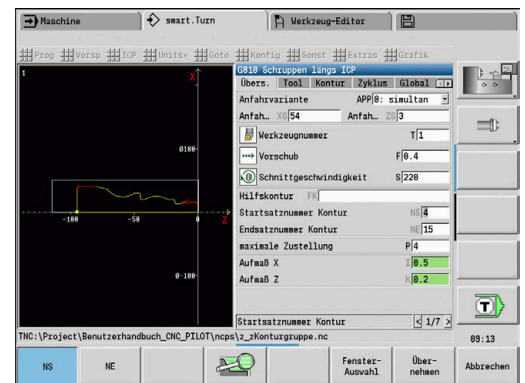 Maschine
smart.Turn
Werkzeug-Editor
Prog Vorsp ICP Units» Goto Konfig Sonst Extras Grafik
1
X
G810 Schruppen längs ICP
Übers. Tool Kontur Zyklus Global
Anfahrvariante APP 0: simultan
Anfah… XS 54 Anfah… ZS 3
Werkzeugnummer T 1
Ø100
Vorschub F 0.4
Schnittgeschwindigkeit S 220
Hilfskontur FK
-100 -50 0 Z
Startsatznummer Kontur NS 4
Endsatznummer Kontur NE 15
maximale Zustellung P 4
Aufmaß X I 0.5
Aufmaß Z K 0.2
Ø-100
T
Startsatznummer Kontur < 1/7 >
TNC:\Project\Benutzerhandbuch_CNC_PILOT\ncps\z_zKonturgruppe.nc
09:13
NS
NE
Fenster-
Auswahl
Über-
nehmen
Abbrechen